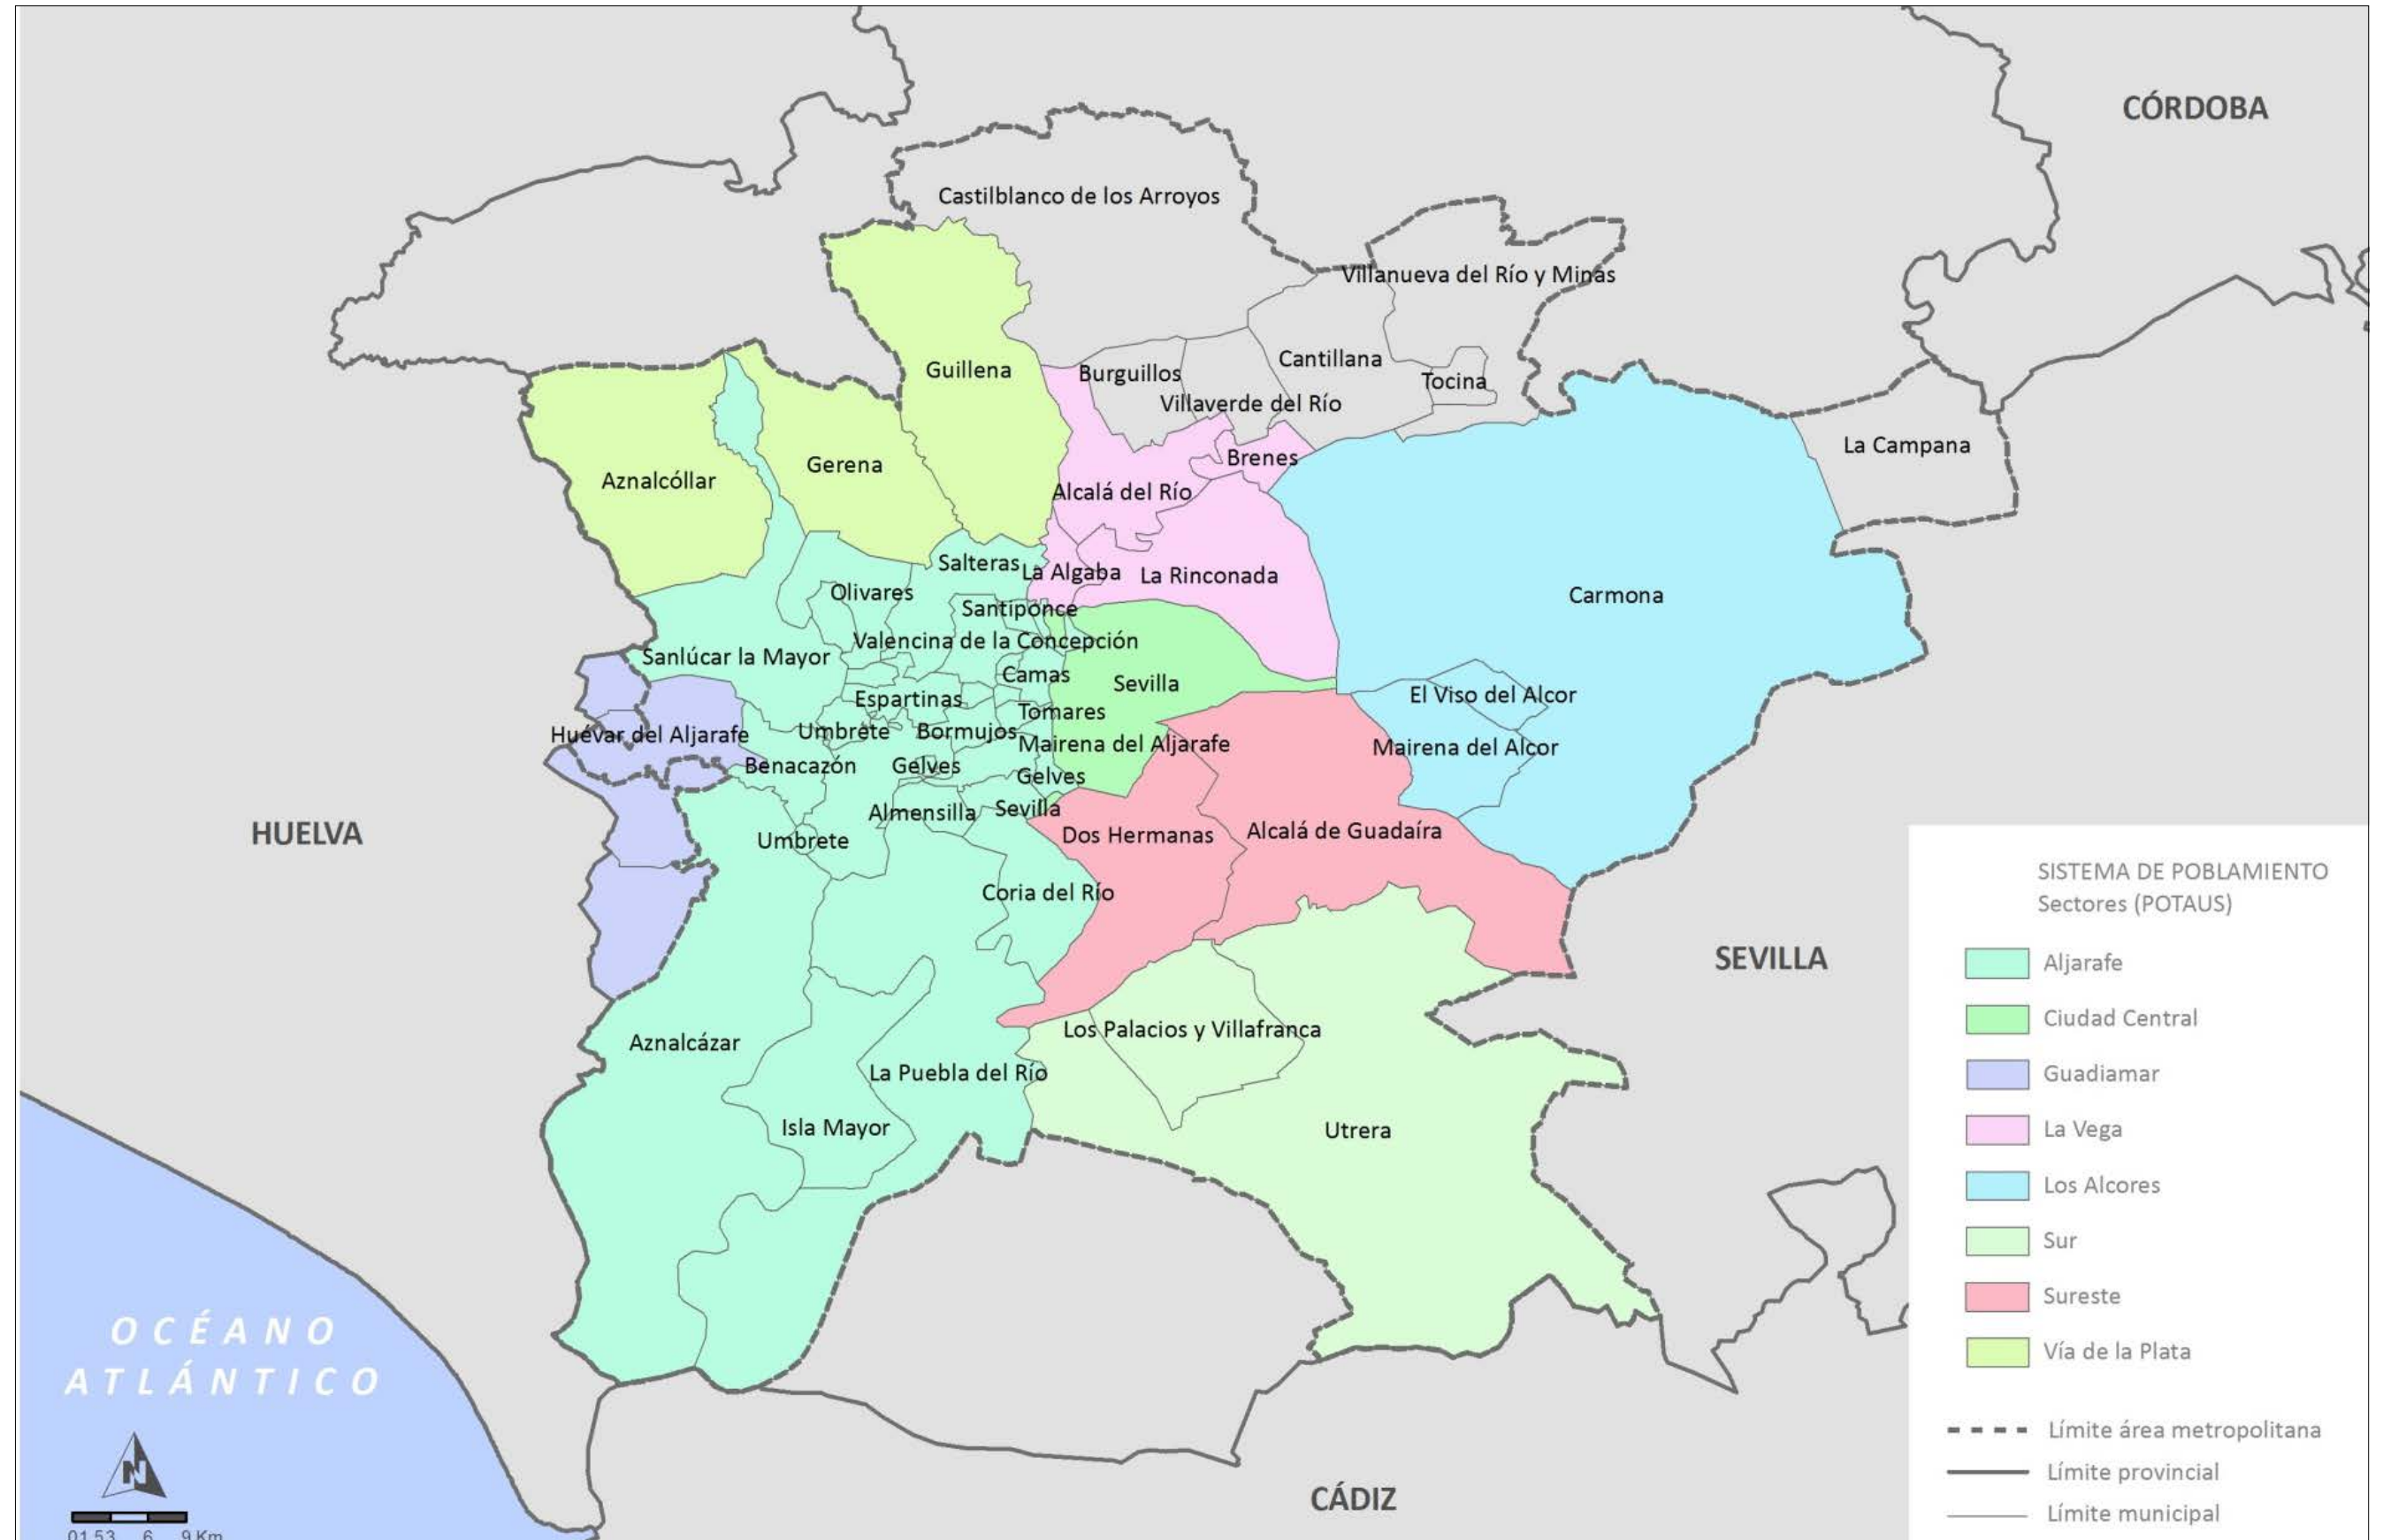 CÓRDOBA
Castilblanco de los Arroyos
Villanueva del Río y Minas
Guillena
Burguillos
Cantillana
Tocina
Villaverde del Río
La Campana
Brenes
Gerena
Aznalcóllar
Alcalá del Río
Salteras
La Algaba
La Rinconada
Olivares
Carmona
Santiponce
Valencina de la Concepción
Sanlúcar la Mayor
Camas
Sevilla
El Viso del Alcor
Espartinas
Tomares
Huévar del Aljarafe
Umbrete
Bormujos
Mairena del Aljarafe
Mairena del Alcor
Benacazón
Gelves
Gelves
Almensilla
Sevilla
HUELVA
Umbrete
Dos Hermanas
Alcalá de Guadaíra
Coria del Río
SEVILLA
Los Palacios y Villafranca
Aznalcázar
La Puebla del Río
Isla Mayor
Utrera
OCÉANO
ATLÁNTICO
CÁDIZ
N
01,53 6 9 Km
SISTEMA DE POBLAMIENTO
Sectores (POTAUS)
Aljarafe
Ciudad Central
Guadiamar
La Vega
Los Alcores
Sur
Sureste
Vía de la Plata
Límite área metropolitana
Límite provincial
Límite municipal